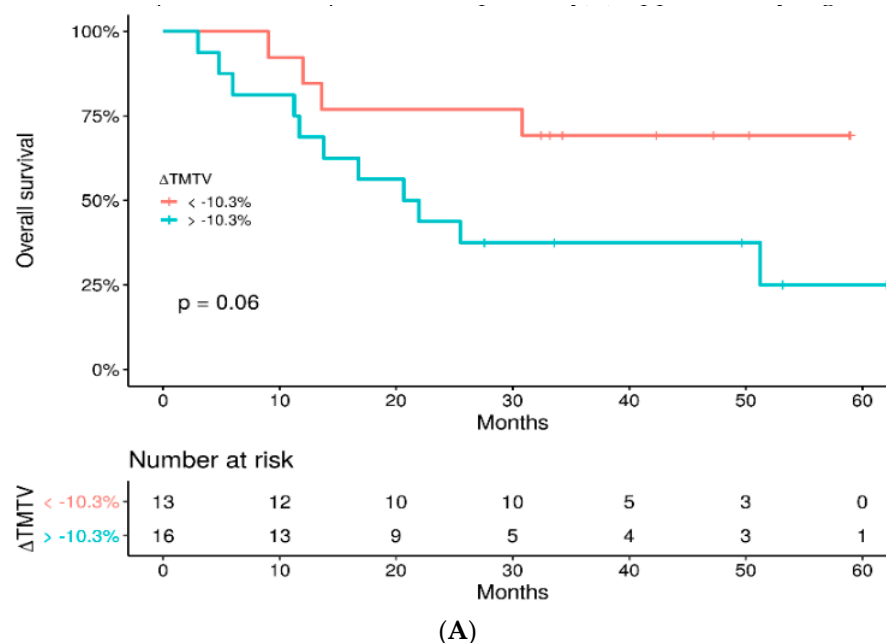 100%
75%
50%
25%
0%
Overall survival
ΔTMTV
< -10.3%
> -10.3%
p = 0.06
0 10 20 30 40 50 60
Months
Number at risk
ΔTMTV
< -10.3% 13 12 10 10 5 3 0
> -10.3% 16 13 9 5 4 3 1
0 10 20 30 40 50 60
Months
(A)